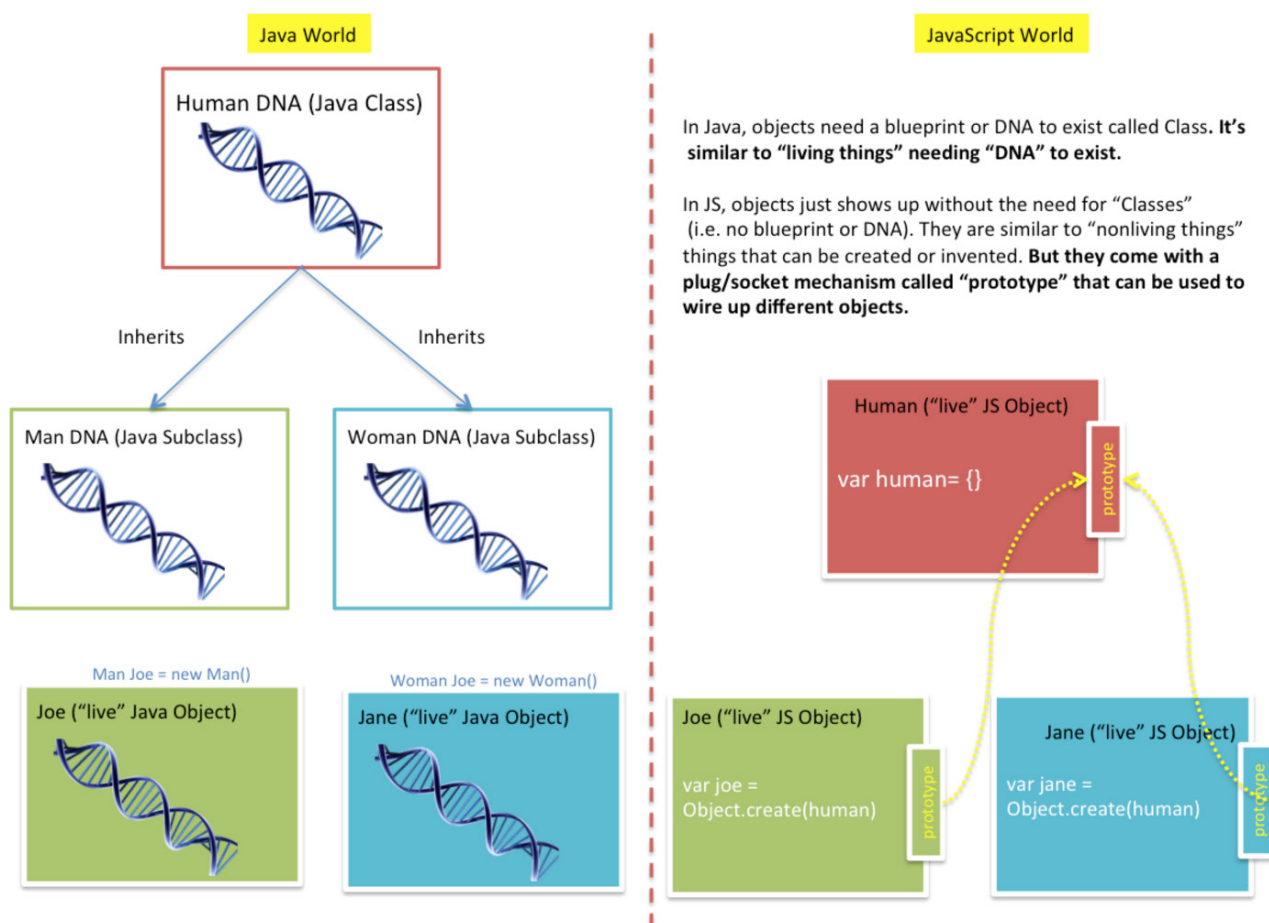 Java World
Human DNA (Java Class)
Inherits
Inherits
Man DNA (Java Subclass)
Woman DNA (Java Subclass)
Man Joe = new Man()
Joe (“live” Java Object)
Woman Joe = new Woman()
Jane (“live” Java Object)
JavaScript World
In Java, objects need a blueprint or DNA to exist called Class. It’s
similar to “living things” needing “DNA” to exist.
In JS, objects just shows up without the need for “Classes”
(i.e. no blueprint or DNA). They are similar to “nonliving things”
things that can be created or invented. But they come with a
plug/socket mechanism called “prototype” that can be used to
wire up different objects.
Human (“live” JS Object)
var human= {}
prototype
Joe (“live” JS Object)
var joe =
Object.create(human)
prototype
Jane (“live” JS Object)
var jane =
Object.create(human)
prototype